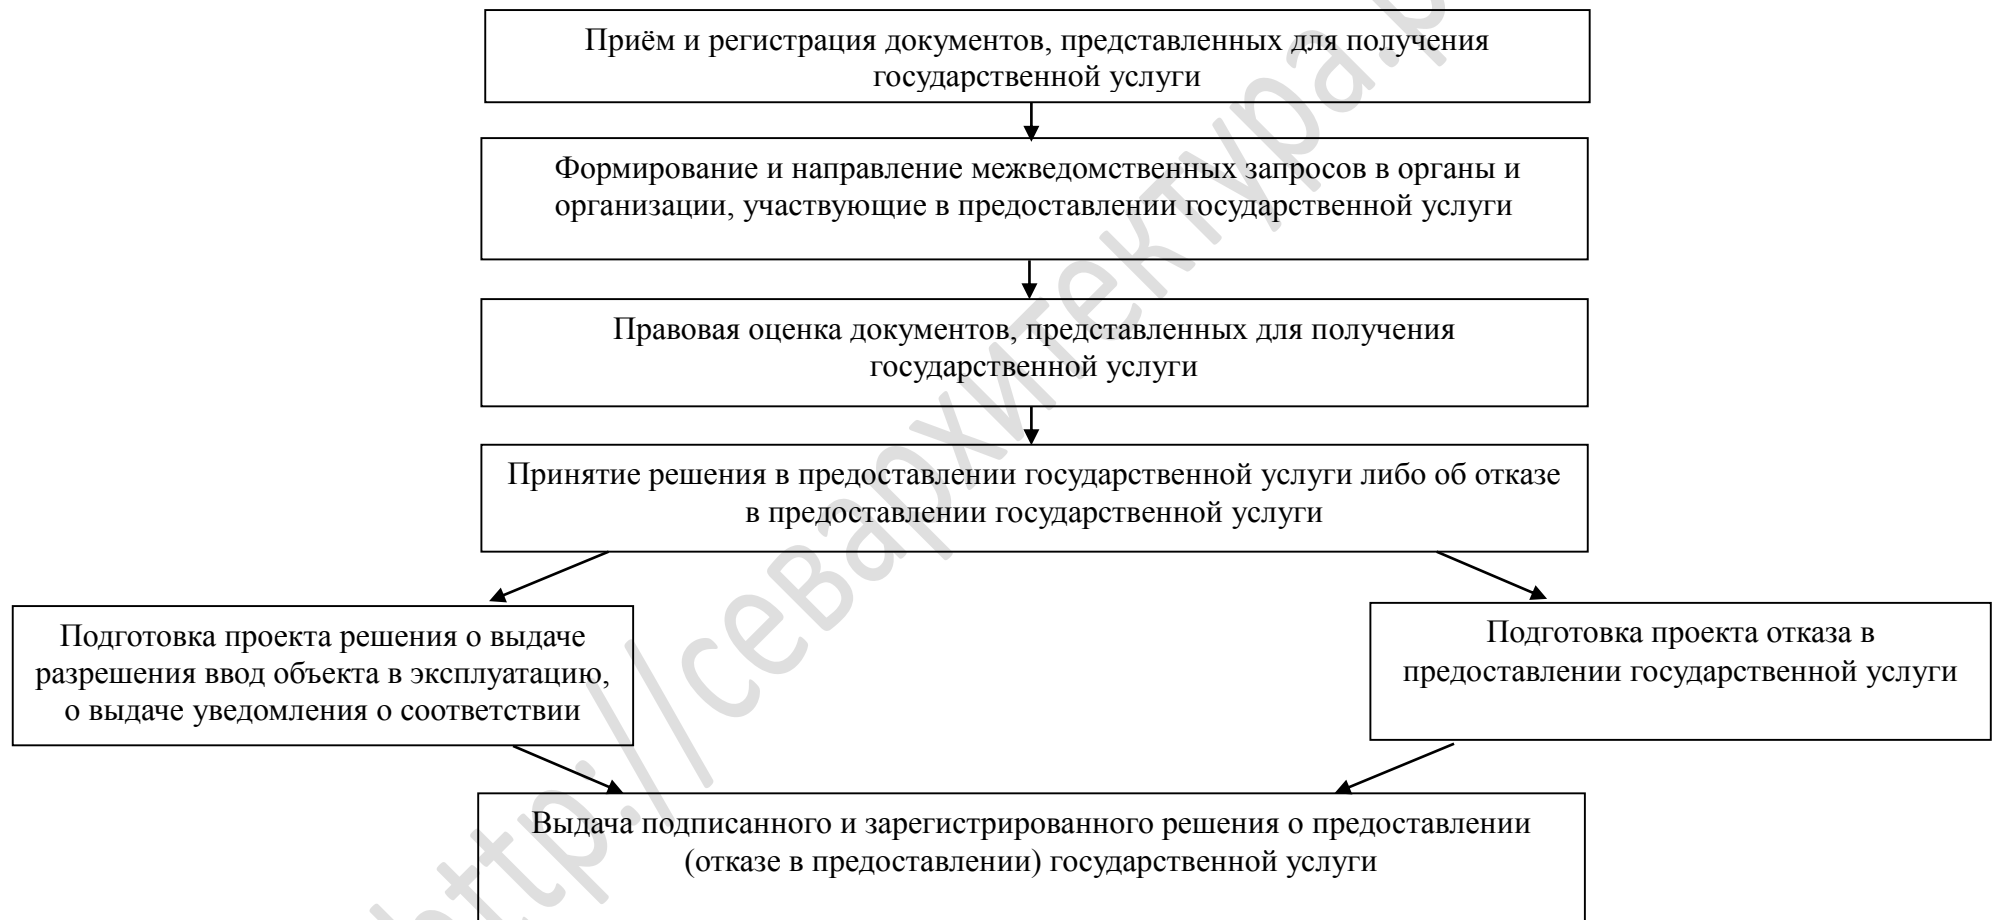 Приём и регистрация документов, представленных для получения
государственной услуги
Формирование и направление межведомственных запросов в органы и
организации, участвующие в предоставлении государственной услуги
Правовая оценка документов, представленных для получения
государственной услуги
Принятие решения в предоставлении государственной услуги либо об отказе
в предоставлении государственной услуги
Подготовка проекта решения о выдаче
разрешения ввод объекта в эксплуатацию,
о выдаче уведомления о соответствии
Подготовка проекта отказа в
предоставлении государственной услуги
Выдача подписанного и зарегистрированного решения о предоставлении
(отказе в предоставлении) государственной услуги
http://севархитектура.р